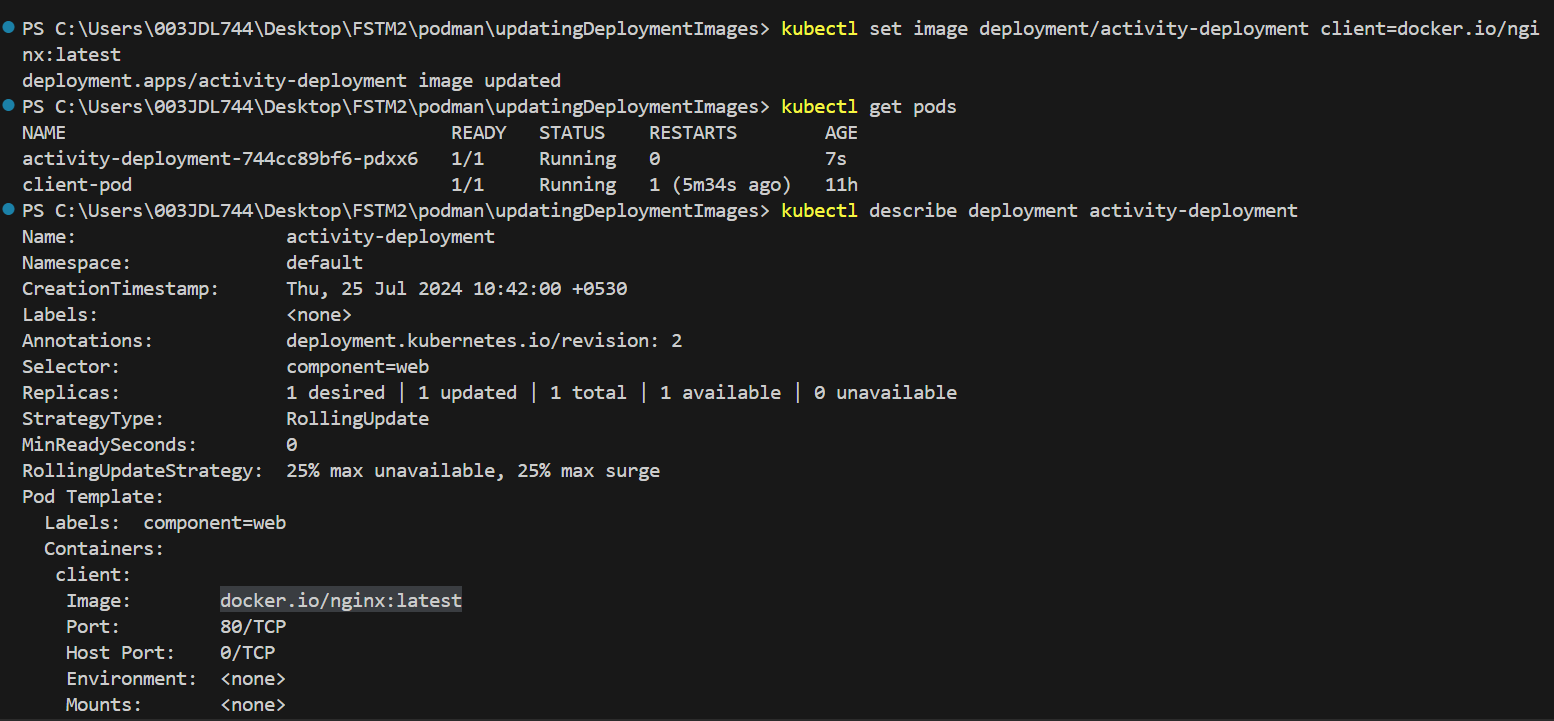 PS C:\Users\003JDL744\Desktop\FSTM2\podman\updatingDeploymentImages> kubectl set image deployment/activity-deployment client=docker.io/ngi
nx:latest
deployment.apps/activity-deployment image updated
PS C:\Users\003JDL744\Desktop\FSTM2\podman\updatingDeploymentImages> kubectl get pods
NAME                                   READY   STATUS    RESTARTS        AGE
activity-deployment-744cc89bf6-pdxx6   1/1     Running   0               7s
client-pod                             1/1     Running   1 (5m34s ago)   11h
PS C:\Users\003JDL744\Desktop\FSTM2\podman\updatingDeploymentImages> kubectl describe deployment activity-deployment
Name:                   activity-deployment
Namespace:              default
CreationTimestamp:      Thu, 25 Jul 2024 10:42:00 +0530
Labels:                 <none>
Annotations:            deployment.kubernetes.io/revision: 2
Selector:               component=web
Replicas:               1 desired | 1 updated | 1 total | 1 available | 0 unavailable
StrategyType:           RollingUpdate
MinReadySeconds:        0
RollingUpdateStrategy:  25% max unavailable, 25% max surge
Pod Template:
  Labels:  component=web
  Containers:
   client:
    Image:        docker.io/nginx:latest
    Port:         80/TCP
    Host Port:    0/TCP
    Environment:  <none>
    Mounts:       <none>